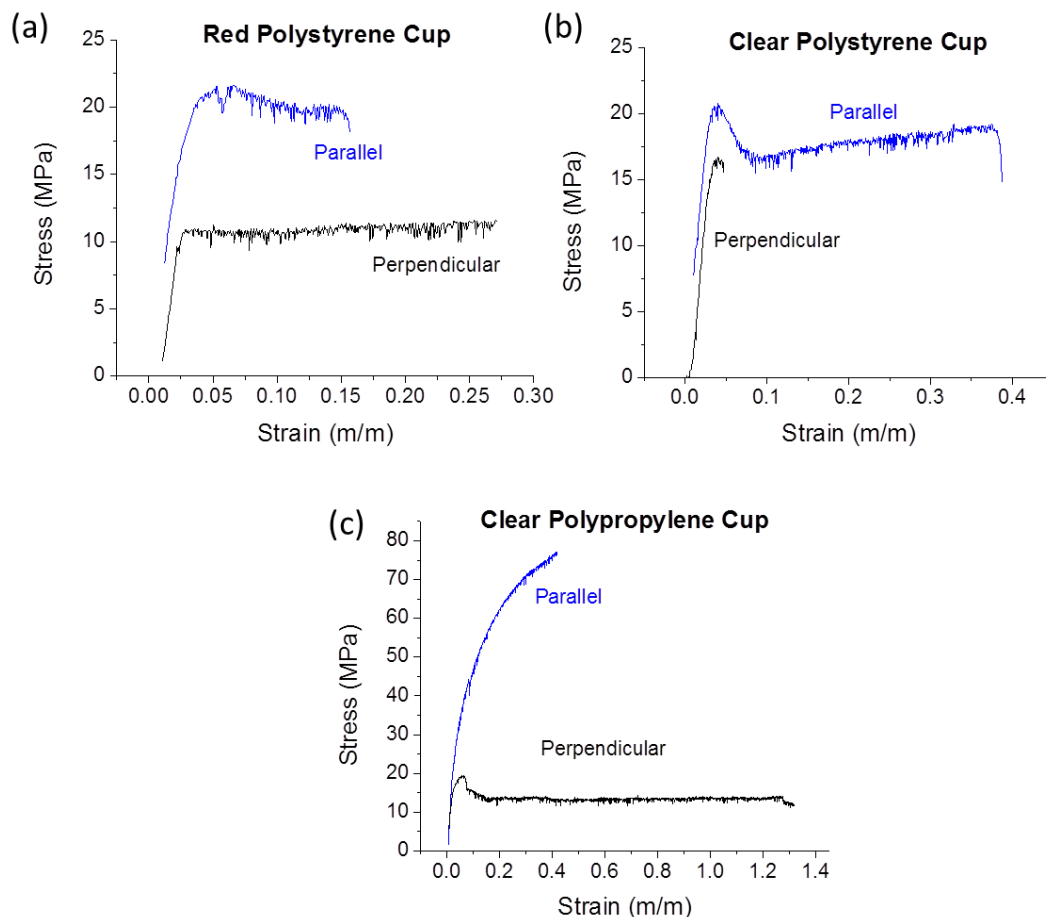 (a)
Red Polystyrene Cup
25
20
15
10
5
0
Stress (MPa)
Parallel
Perpendicular
0.00 0.05 0.10 0.15 0.20 0.25 0.30
Strain (m/m)
(b)
Clear Polystyrene Cup
25
20
15
10
5
0
Stress (MPa)
Parallel
Perpendicular
0.0 0.1 0.2 0.3 0.4
Strain (m/m)
(c)
Clear Polypropylene Cup
80
70
60
50
40
30
20
10
0
Stress (MPa)
Parallel
Perpendicular
0.0 0.2 0.4 0.6 0.8 1.0 1.2 1.4
Strain (m/m)